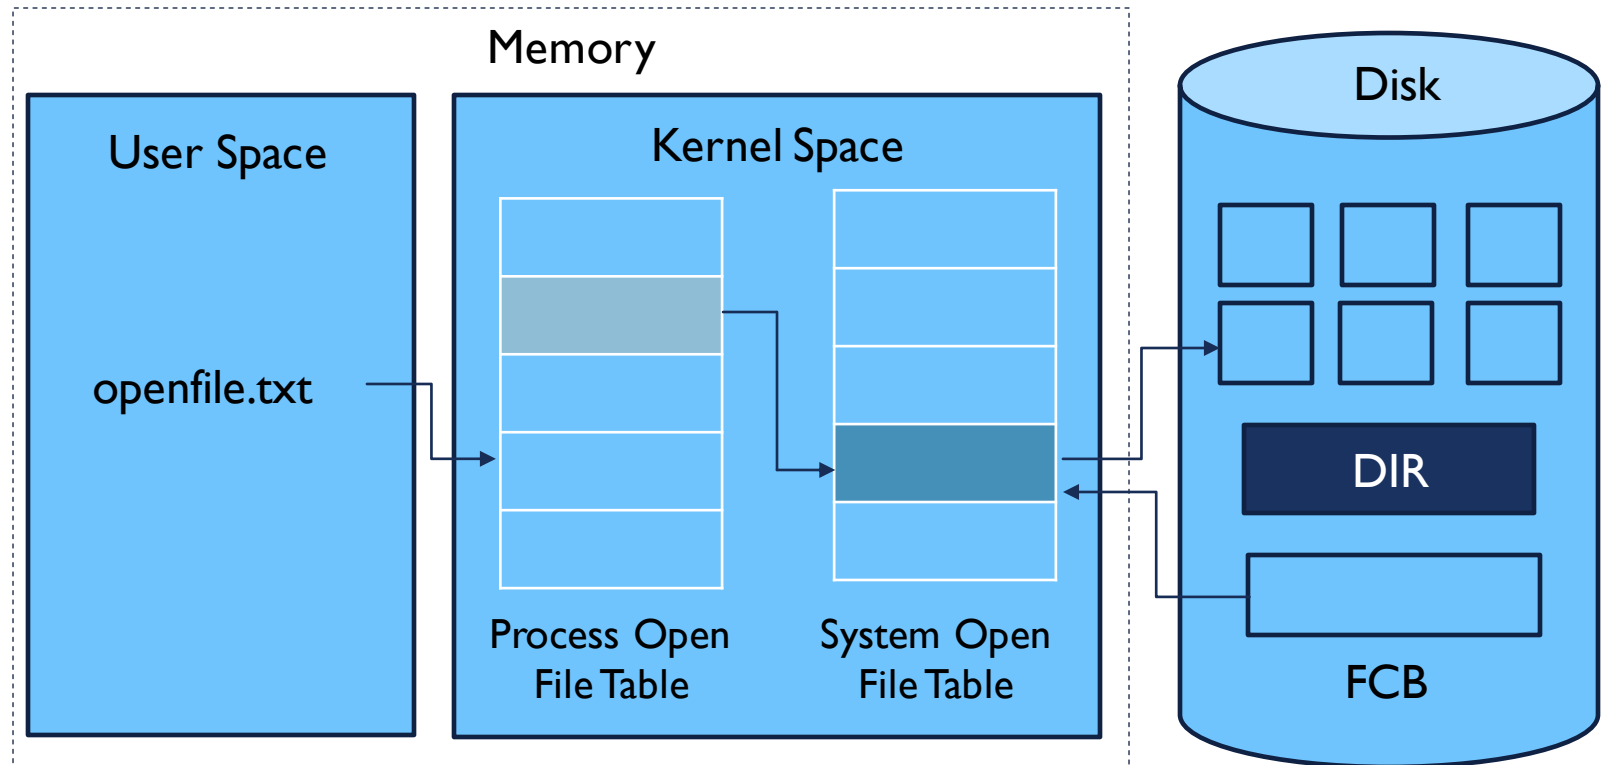 Memory
User Space
openfile.txt
Kernel Space
Process Open
File Table
System Open
File Table
Disk
DIR
FCB